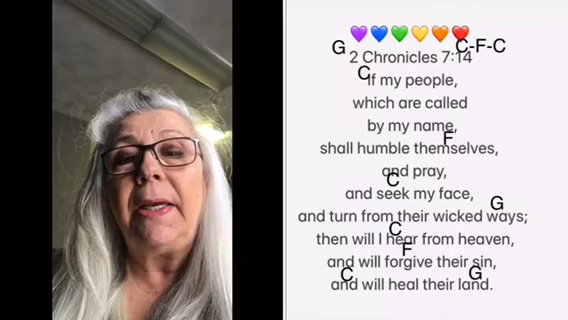 G C-F-C
2 Chronicles 7:14
C
If my people,
which are called
by my name,
F
shall humble themselves,
and pray,
C
and seek my face,
G
and turn from their wicked ways;
C
then will I hear from heaven,
F
and will forgive their sin,
C G
and will heal their land.